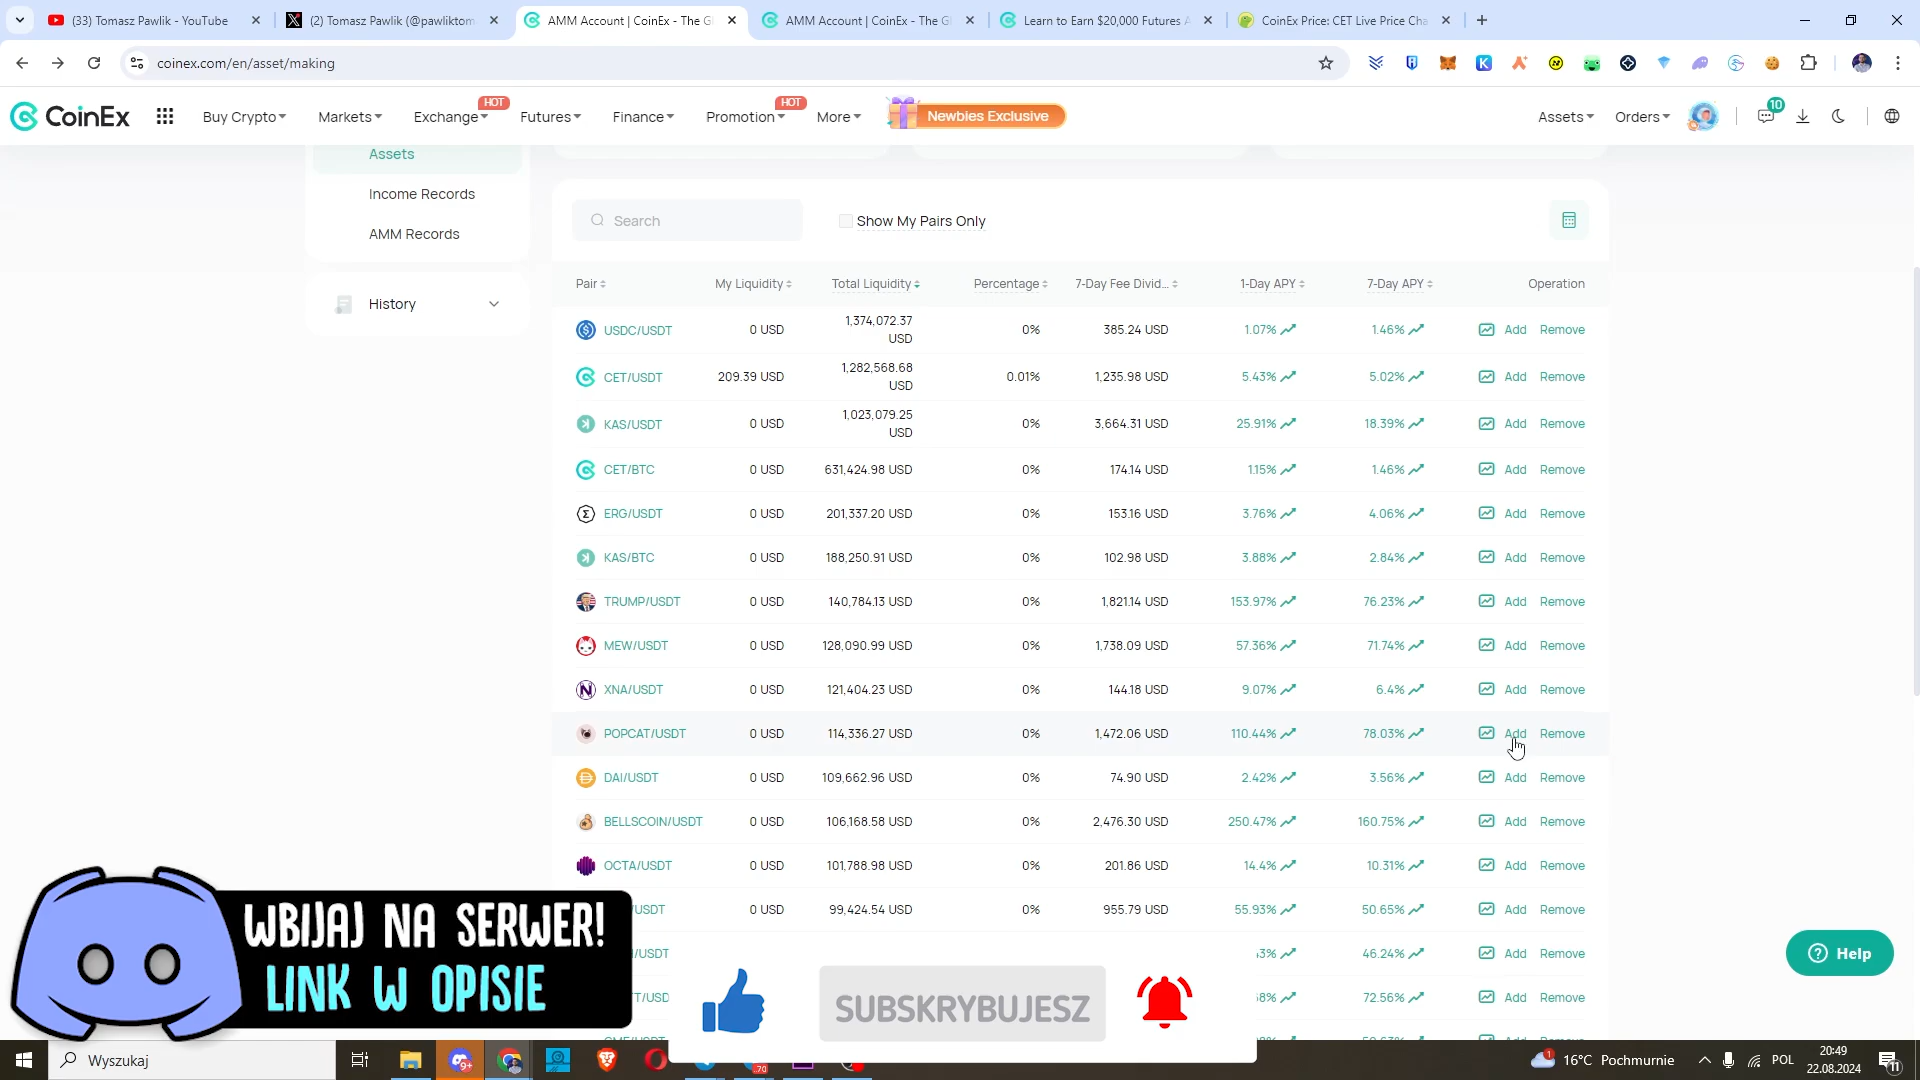 (33) Tomasz Pawlik - YouTube
(2) Tomasz Pawlik (@pawliktom
AMM Account | CoinEx - The Gl
AMM Account | CoinEx - The Gl
Learn to Earn $20,000 Futures A
CoinEx Price: CET Live Price Cha
coinex.com/en/asset/making
CoinEx
Buy Crypto
Markets
HOT
Exchange
Futures
Finance
HOT
Promotion
More
Newbies Exclusive
Assets
Orders
10
Assets
Income Records
AMM Records
History
Search
Show My Pairs Only
Pair My Liquidity Total Liquidity Percentage 7-Day Fee Divid... 1-Day APY 7-Day APY Operation
USDC/USDT 0 USD 1,374,072.37 USD 0% 385.24 USD 1.07% 1.46% Add Remove
CET/USDT 209.39 USD 1,282,568.68 USD 0.01% 1,235.98 USD 5.43% 5.02% Add Remove
KAS/USDT 0 USD 1,023,079.25 USD 0% 3,664.31 USD 25.91% 18.39% Add Remove
CET/BTC 0 USD 631,424.98 USD 0% 174.14 USD 1.15% 1.46% Add Remove
ERG/USDT 0 USD 201,337.20 USD 0% 153.16 USD 3.76% 4.06% Add Remove
KAS/BTC 0 USD 188,250.91 USD 0% 102.98 USD 3.88% 2.84% Add Remove
TRUMP/USDT 0 USD 140,784.13 USD 0% 1,821.14 USD 153.97% 76.23% Add Remove
MEW/USDT 0 USD 128,090.99 USD 0% 1,738.09 USD 57.36% 71.74% Add Remove
XNA/USDT 0 USD 121,404.23 USD 0% 144.18 USD 9.07% 6.4% Add Remove
POPCAT/USDT 0 USD 114,336.27 USD 0% 1,472.06 USD 110.44% 78.03% Add Remove
DAI/USDT 0 USD 109,662.96 USD 0% 74.90 USD 2.42% 3.56% Add Remove
BELLSCOIN/USDT 0 USD 106,168.58 USD 0% 2,476.30 USD 250.47% 160.75% Add Remove
OCTA/USDT 0 USD 101,788.98 USD 0% 201.86 USD 14.4% 10.31% Add Remove
/USDT 0 USD 99,424.54 USD 0% 955.79 USD 55.93% 50.65% Add Remove
/USDT 3% 46.24% Add Remove
T/USD 8% 72.56% Add Remove
WBIJAJ NA SERWER!
LINK W OPISIE
SUBSKRYBUJESZ
Help
Wyszukaj
9+
70
1
16°C Pochmurnie
POL
20:49
22.08.2024
11